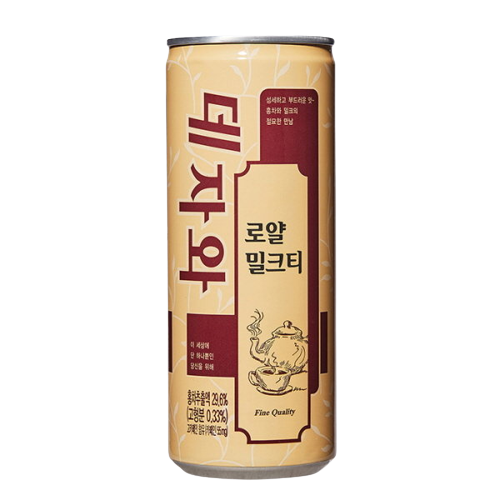 데자와
섬세하고 부드러운 맛-
홍차와 밀크의
절묘한 만남
로얄
밀크티
이 세상에
단 하나뿐인
당신을 위해
홍차추출액 29.6%
(고형분 0.33%)
Fine Quality